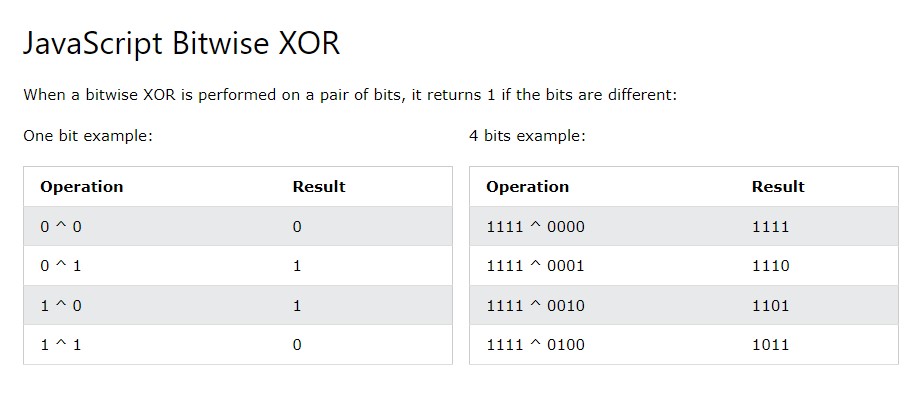 JavaScript Bitwise XOR
When a bitwise XOR is performed on a pair of bits, it returns 1 if the bits are different:
One bit example:
Operation Result
0 ^ 0 0
0 ^ 1 1
1 ^ 0 1
1 ^ 1 0
4 bits example:
Operation Result
1111 ^ 0000 1111
1111 ^ 0001 1110
1111 ^ 0010 1101
1111 ^ 0100 1011